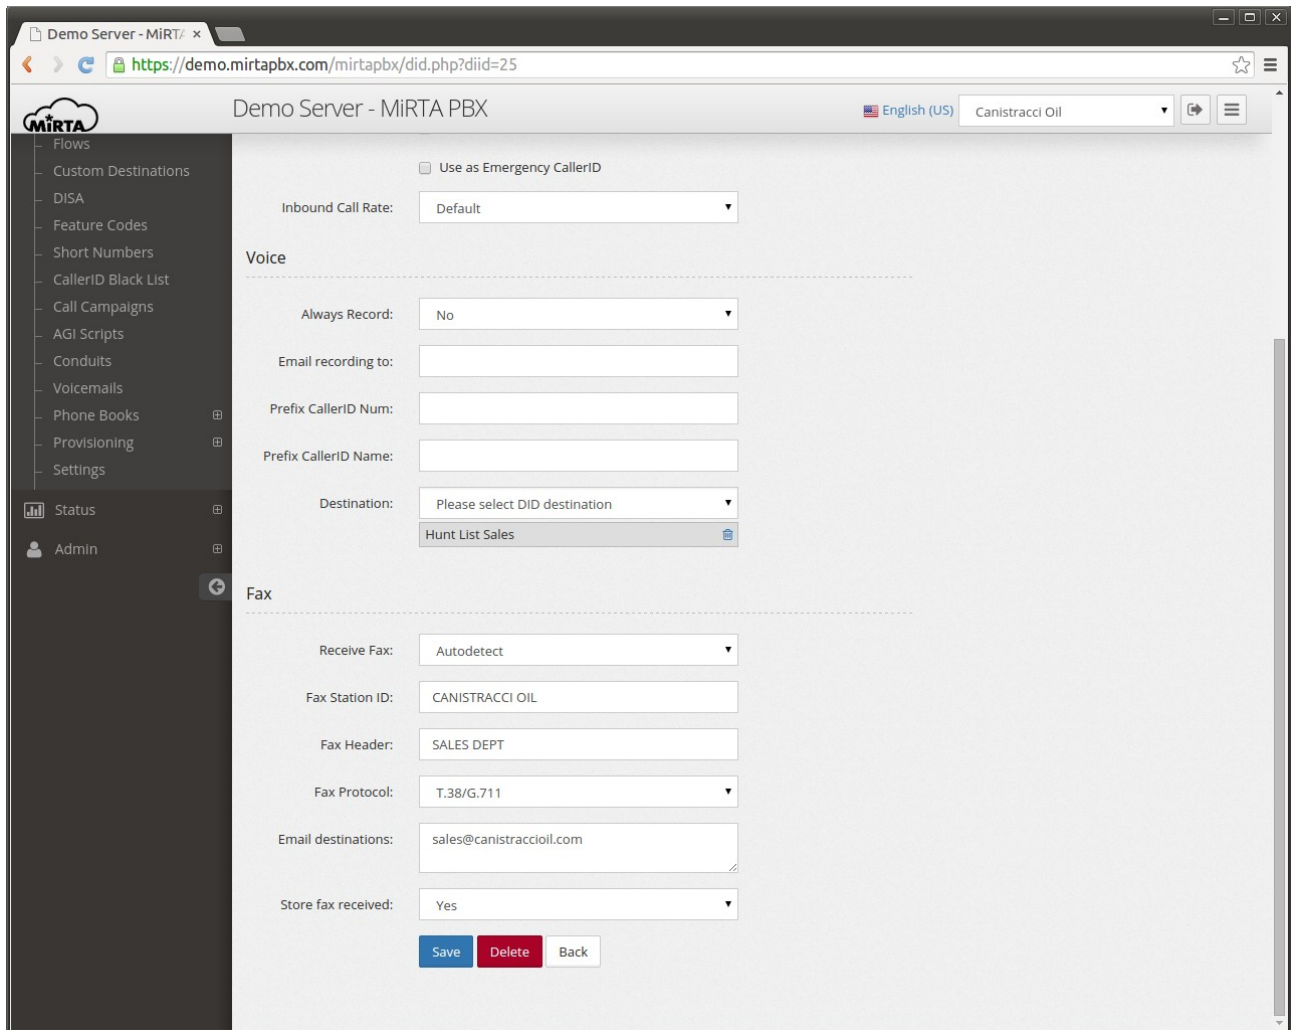 Demo Server - MiRTA
https://demo.mirtapbx.com/mirtapbx/did.php?diid=25
MiRTA
Demo Server - MiRTA PBX
English (US)
Canistracci Oil
Flows
Custom Destinations
DISA
Feature Codes
Short Numbers
CallerID Black List
Call Campaigns
AGI Scripts
Conduits
Voicemails
Phone Books
Provisioning
Settings
Status
Admin
Use as Emergency CallerID
Inbound Call Rate: Default
Voice
Always Record: No
Email recording to:
Prefix CallerID Num:
Prefix CallerID Name:
Destination: Please select DID destination
Hunt List Sales
Fax
Receive Fax: Autodetect
Fax Station ID: CANISTRACCI OIL
Fax Header: SALES DEPT
Fax Protocol: T.38/G.711
Email destinations: sales@canistraccioil.com
Store fax received: Yes
Save Delete Back